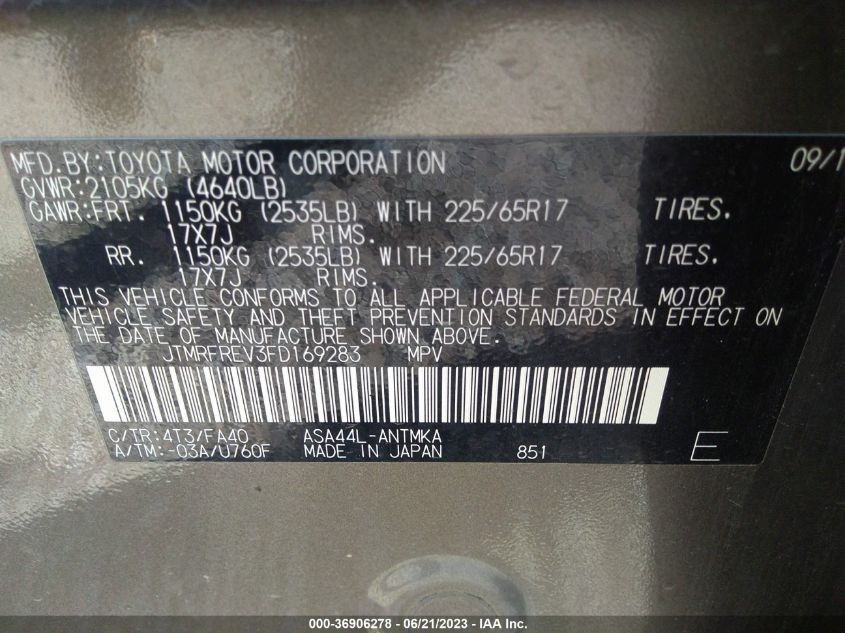 MFD.BY:TOYOTA MOTOR CORPORATION 09/1
GVWR:2105KG (4640LB)
GAWR:FRT. 1150KG (2535LB) WITH 225/65R17 TIRES.
17X7J RIMS.
RR. 1150KG (2535LB) WITH 225/65R17 TIRES.
17X7J RIMS.
THIS VEHICLE CONFORMS TO ALL APPLICABLE FEDERAL MOTOR
VEHICLE SAFETY AND THEFT PREVENTION STANDARDS IN EFFECT ON
THE DATE OF MANUFACTURE SHOWN ABOVE.
JTMRFREV3FD169283 MPV
C/TR:4T3/FA40 ASA44L-ANTMKA
A/TM:-03A/U760F MADE IN JAPAN 851 E
000-36906278 - 06/21/2023 - IAA Inc.